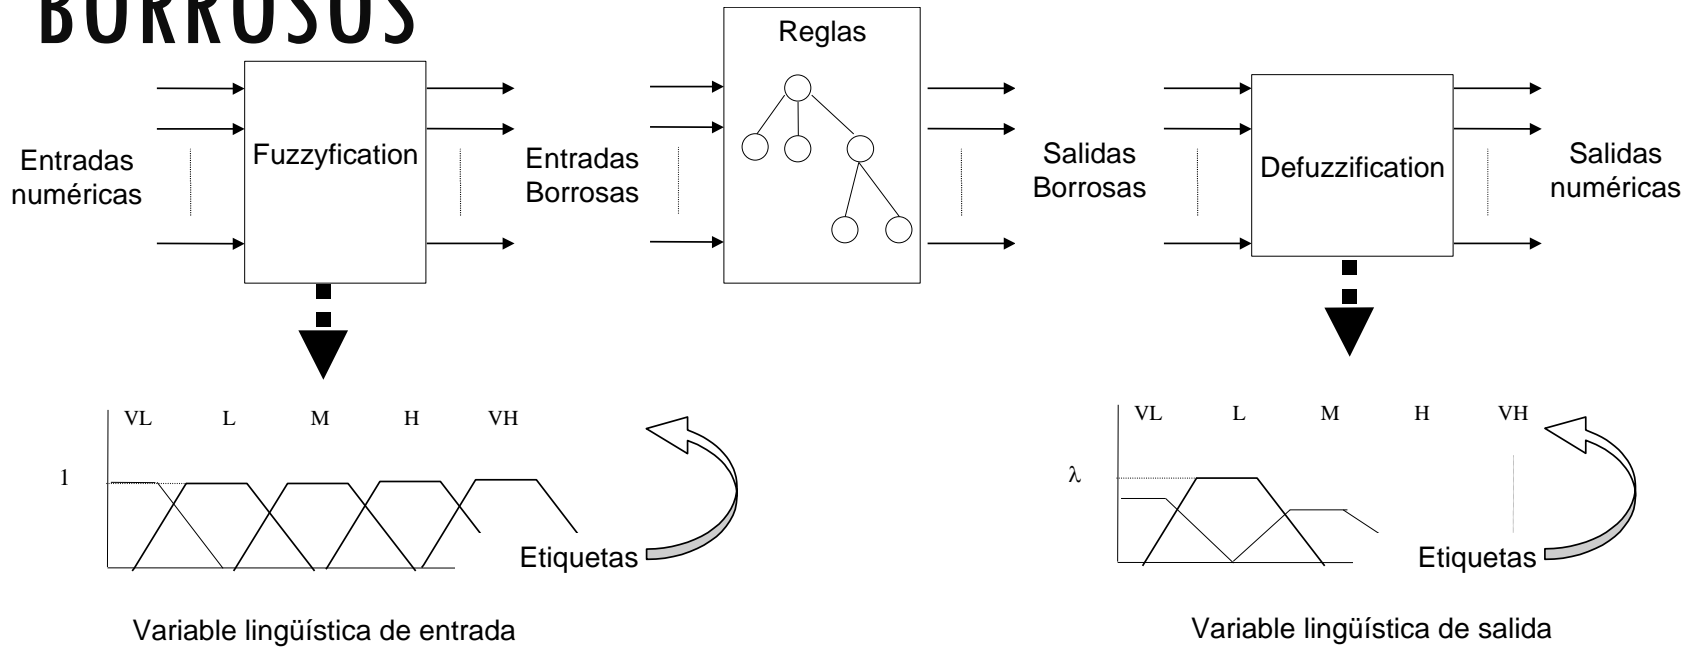 BORROSOS
Reglas
Fuzzyfication
Defuzzification
Entradas
numéricas
Entradas
Borrosas
Salidas
Borrosas
Salidas
numéricas
VL L M H VH
1
Etiquetas
Variable lingüística de entrada
VL L M H VH
λ
Etiquetas
Variable lingüística de salida